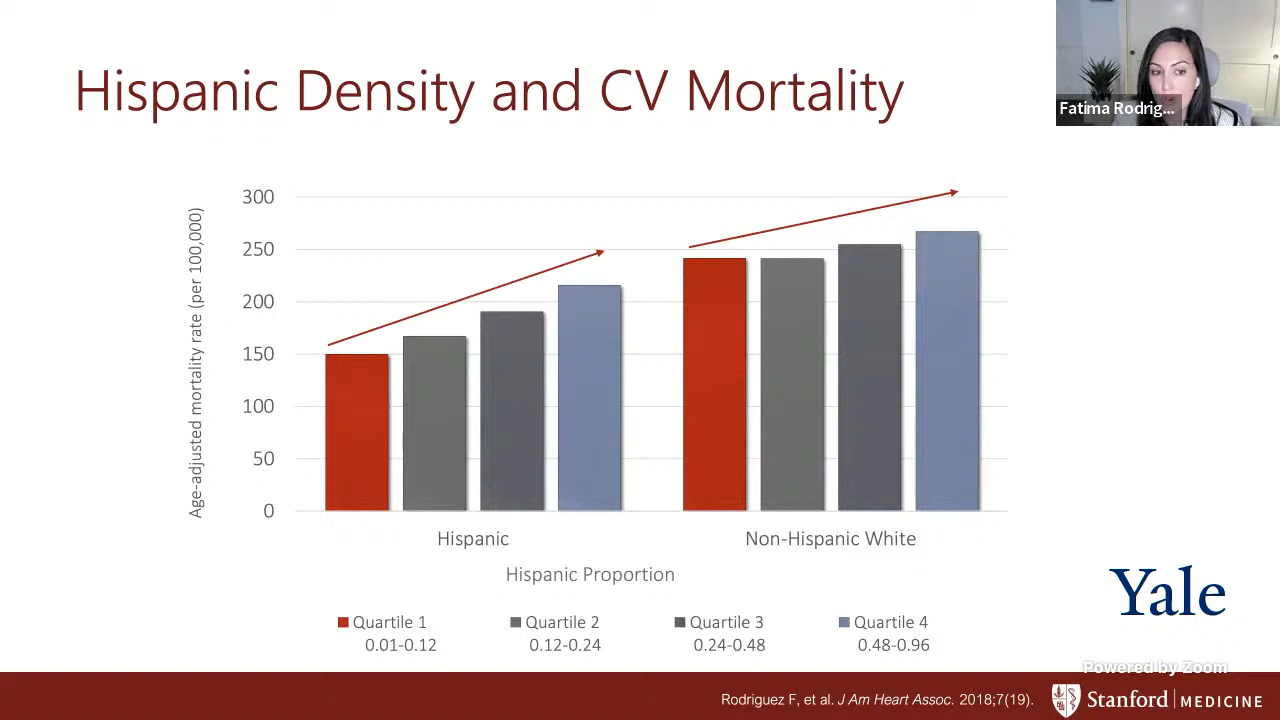 Hispanic Density and CV Mortality
Fatima Rodrig...
Age-adjusted mortality rate (per 100,000)
300
250
200
150
100
50
0
Hispanic
Non-Hispanic White
Hispanic Proportion
Quartile 1
0.01-0.12
Quartile 2
0.12-0.24
Quartile 3
0.24-0.48
Quartile 4
0.48-0.96
Yale
Powered by Zoom
Rodriguez F, et al. J Am Heart Assoc. 2018;7(19).
Stanford MEDICINE